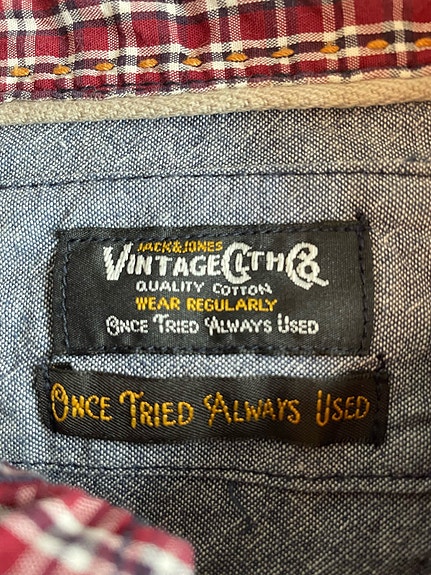 JACK&JONES
VINTAGE CLTH CO
QUALITY COTTON
WEAR REGULARLY
ONCE TRIED ALWAYS USED
ONCE TRIED ALWAYS USED